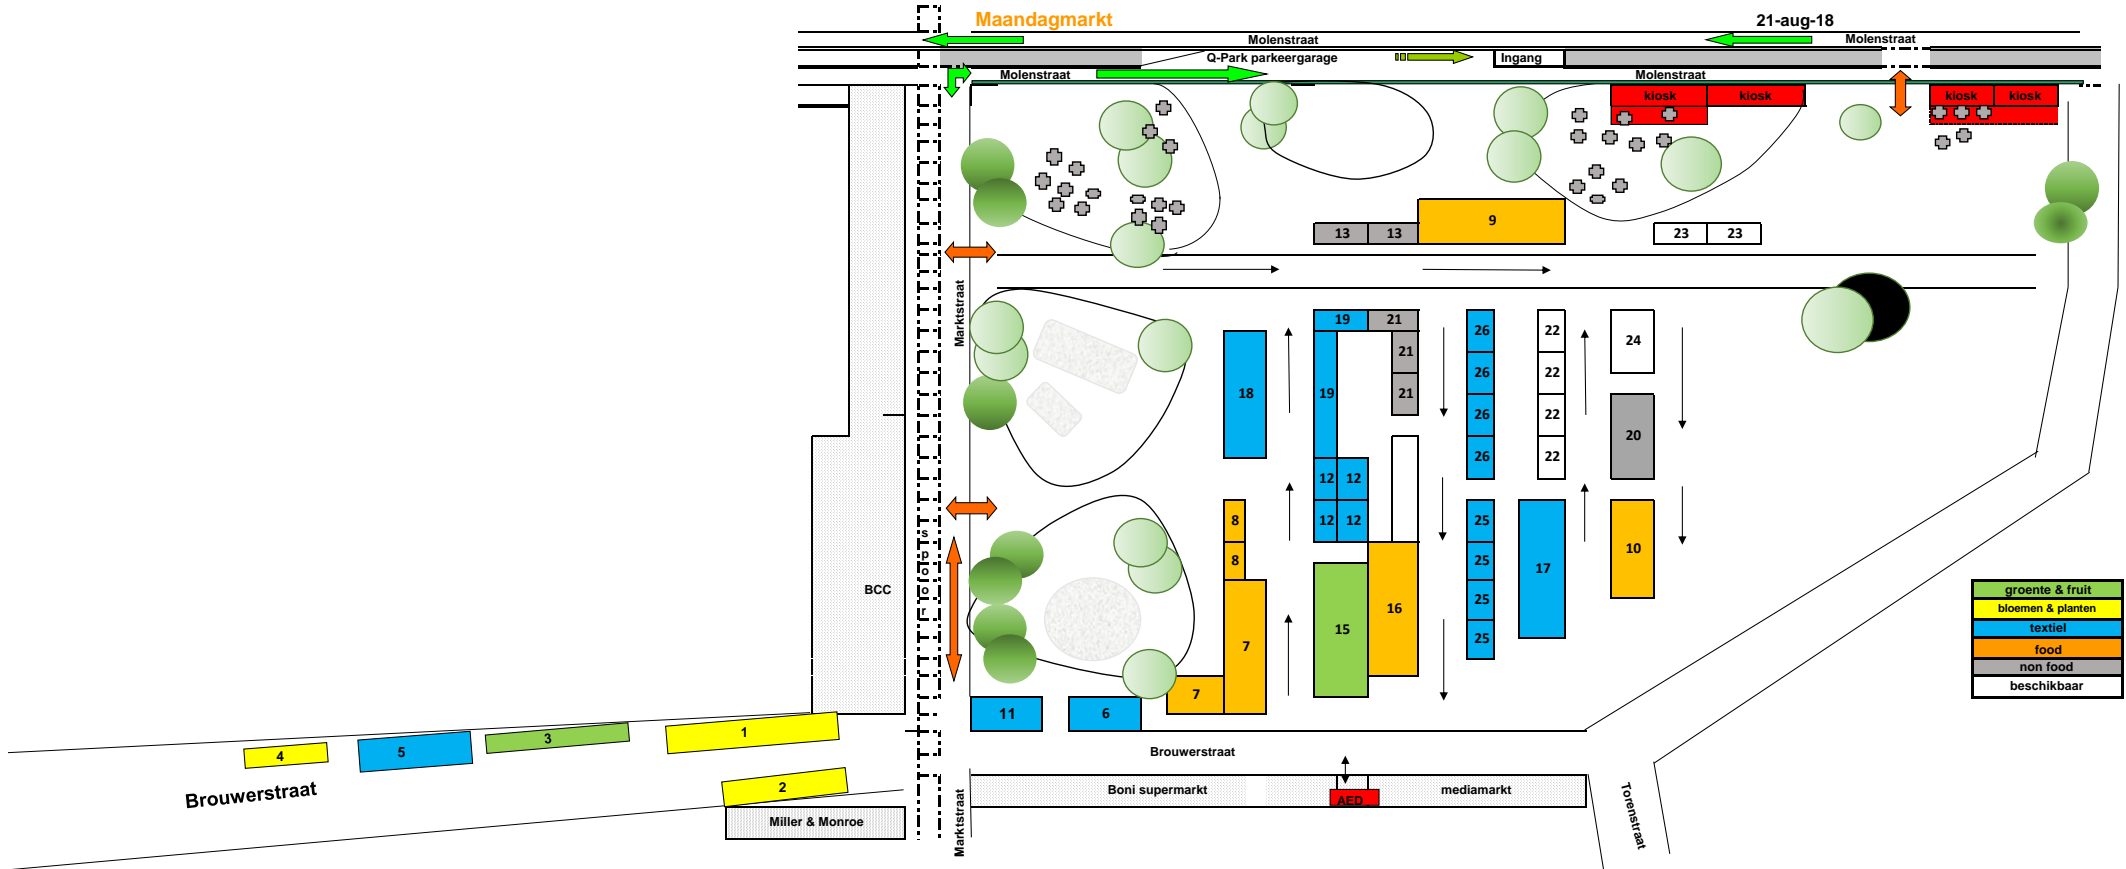 Maandagmarkt
21-aug-18
Molenstraat
Molenstraat
Q-Park parkeergarage
Ingang
Molenstraat
Molenstraat
kiosk
kiosk
kiosk
kiosk
9
13
13
23
23
Marktstraat
19
21
26
22
24
21
26
22
18
19
21
26
22
20
26
22
12
12
8
12
12
25
spoor
8
25
17
10
BCC
25
16
15
25
7
7
11
6
groente & fruit
bloemen & planten
textiel
food
non food
beschikbaar
1
3
5
4
2
Brouwerstraat
Brouwerstraat
Boni supermarkt
AED
mediamarkt
Miller & Monroe
Marktstraat
Torenstraat